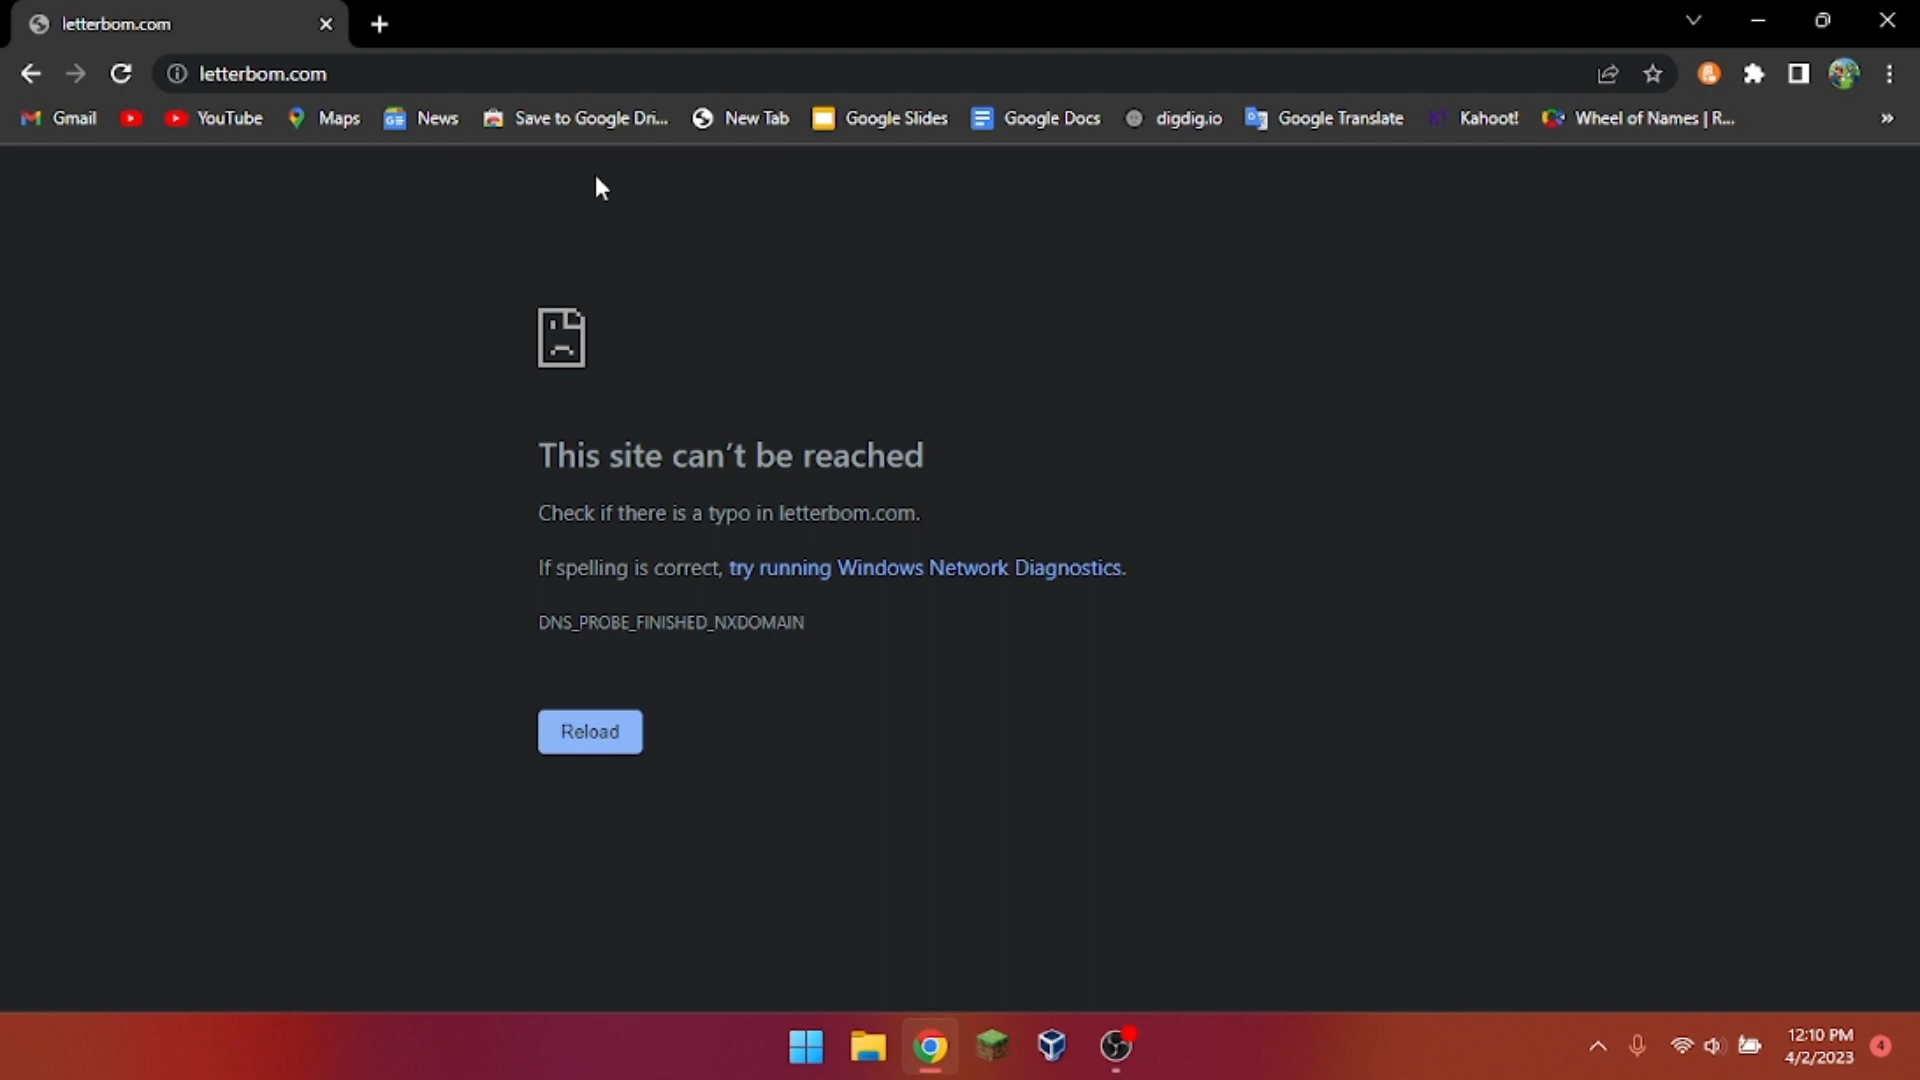 letterbom.com
letterbom.com
Gmail YouTube Maps News Save to Google Dri... New Tab Google Slides Google Docs digdig.io Google Translate K! Kahoot! Wheel of Names | R... »
This site can't be reached
Check if there is a typo in letterbom.com.
If spelling is correct, try running Windows Network Diagnostics.
DNS_PROBE_FINISHED_NXDOMAIN
Reload
12:10 PM
4/2/2023
4